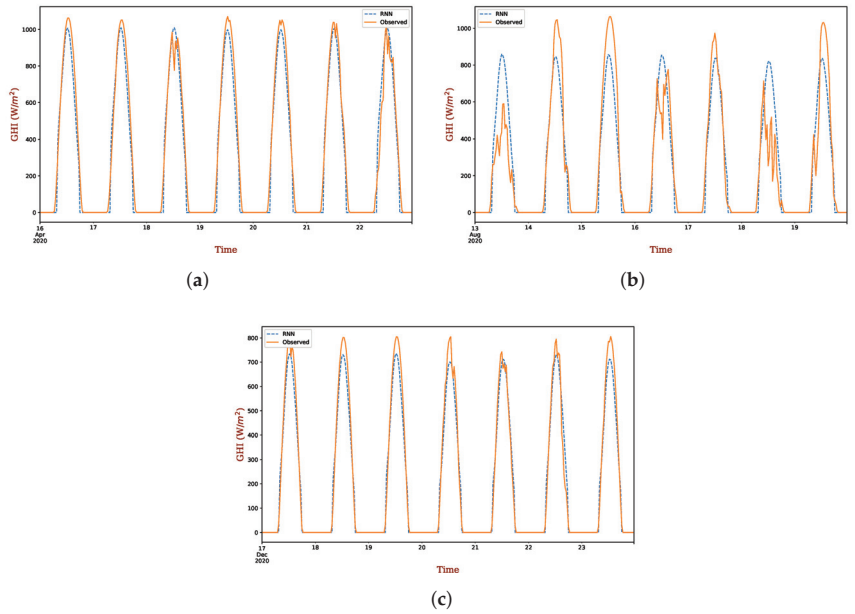 RNN
Observed
1000
800
600
400
200
0
GHI (W/m²)
16 17 18 19 20 21 22
Apr
2020
Time
(a)
RNN
Observed
1000
800
600
400
200
0
GHI (W/m²)
13 14 15 16 17 18 19
Aug
2020
Time
(b)
RNN
Observed
800
700
600
500
400
300
200
100
0
GHI (W/m²)
17 18 19 20 21 22 23
Dec
2020
Time
(c)